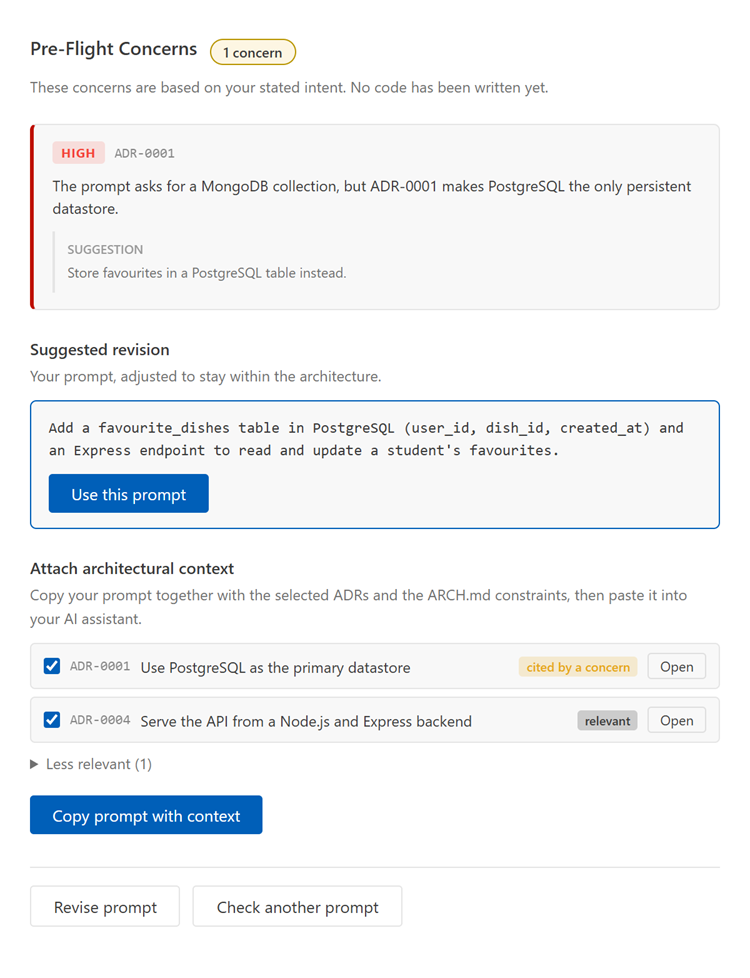 Pre-Flight Concerns
1 concern
These concerns are based on your stated intent. No code has been written yet.
HIGH ADR-0001
The prompt asks for a MongoDB collection, but ADR-0001 makes PostgreSQL the only persistent
datastore.
SUGGESTION
Store favourites in a PostgreSQL table instead.
Suggested revision
Your prompt, adjusted to stay within the architecture.
Add a favourite_dishes table in PostgreSQL (user_id, dish_id, created_at) and
an Express endpoint to read and update a student's favourites.
Use this prompt
Attach architectural context
Copy your prompt together with the selected ADRs and the ARCH.md constraints, then paste it into
your AI assistant.
ADR-0001 Use PostgreSQL as the primary datastore cited by a concern Open
ADR-0004 Serve the API from a Node.js and Express backend relevant Open
Less relevant (1)
Copy prompt with context
Revise prompt Check another prompt